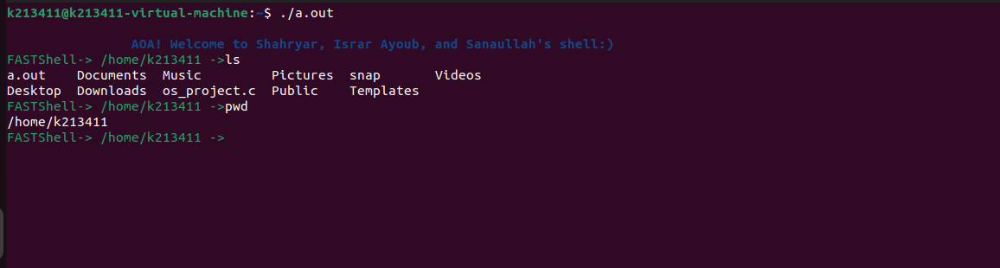 k213411@k213411-virtual-machine:~$ ./a.out
AOA! Welcome to Shahryar, Israr Ayoub, and Sanaullah's shell:)
FASTShell-> /home/k213411 ->ls
a.out    Documents  Music         Pictures  snap       Videos
Desktop  Downloads  os_project.c  Public    Templates
FASTShell-> /home/k213411 ->pwd
/home/k213411
FASTShell-> /home/k213411 ->